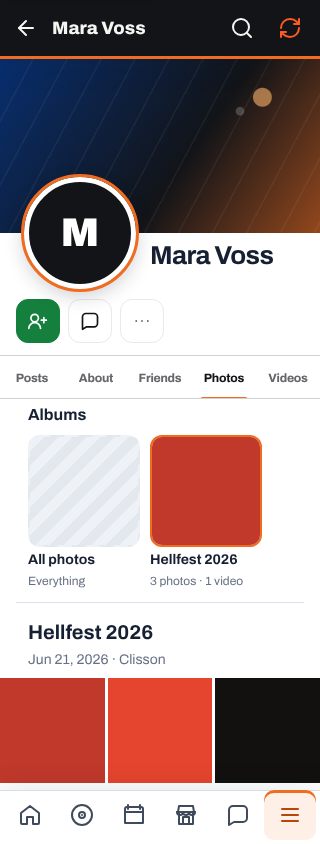 Mara Voss
M
Mara Voss
Posts About Friends Photos Videos
Albums
All photos Hellfest 2026
Everything 3 photos · 1 video
Hellfest 2026
Jun 21, 2026 · Clisson